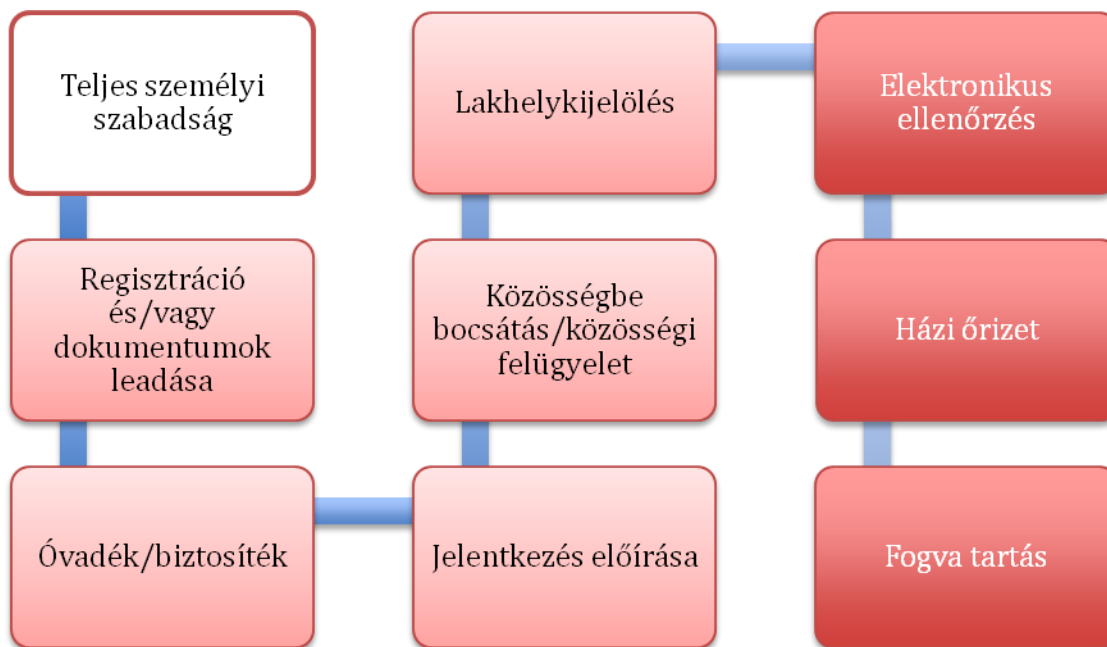 Teljes személyi
szabadság
Regisztráció
és/vagy
dokumentumok
leadása
Óvadék/biztosíték
Jelentkezés előírása
Közösségbe
bocsátás/közösségi
felügyelet
Lakhelykijelölés
Elektronikus
ellenőrzés
Házi őrizet
Fogva tartás